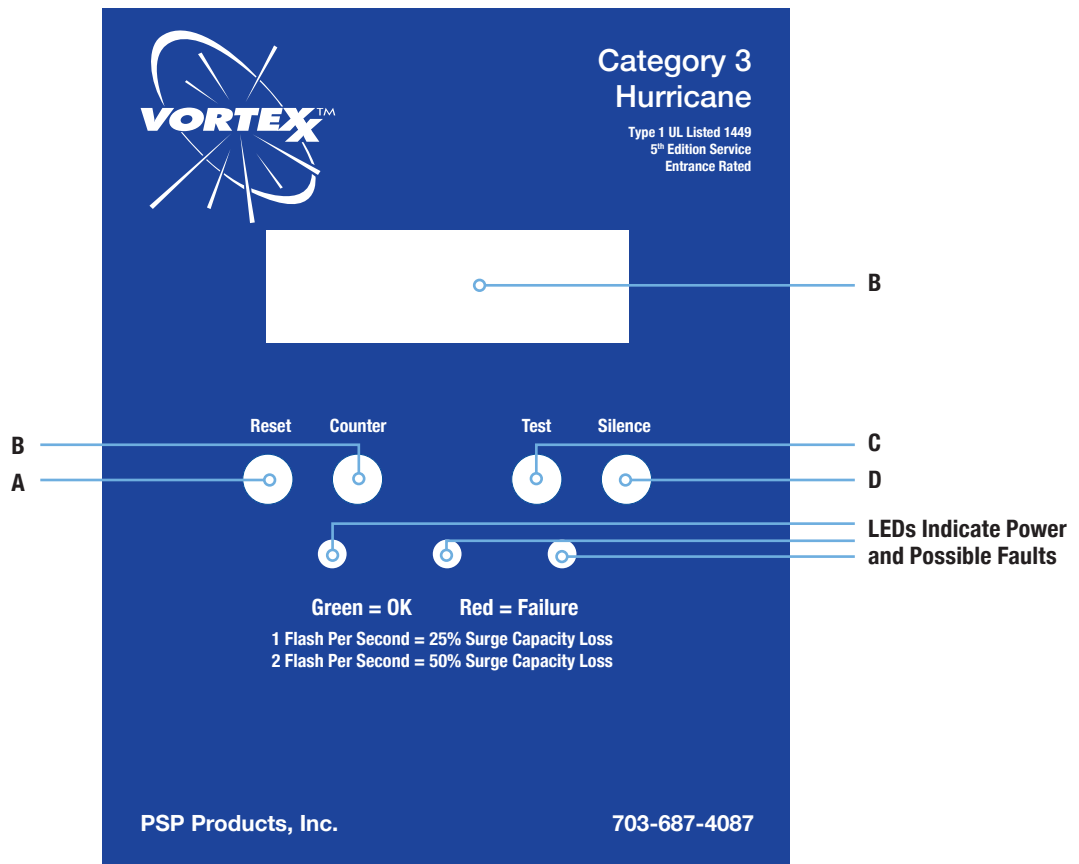 VORTEXX™
Category 3
Hurricane
Type 1 UL Listed 1449
5th Edition Service
Entrance Rated
B
Reset
Counter
Test
Silence
B
C
A
D
LEDs Indicate Power
and Possible Faults
Green = OK
Red = Failure
1 Flash Per Second = 25% Surge Capacity Loss
2 Flash Per Second = 50% Surge Capacity Loss
PSP Products, Inc.
703-687-4087